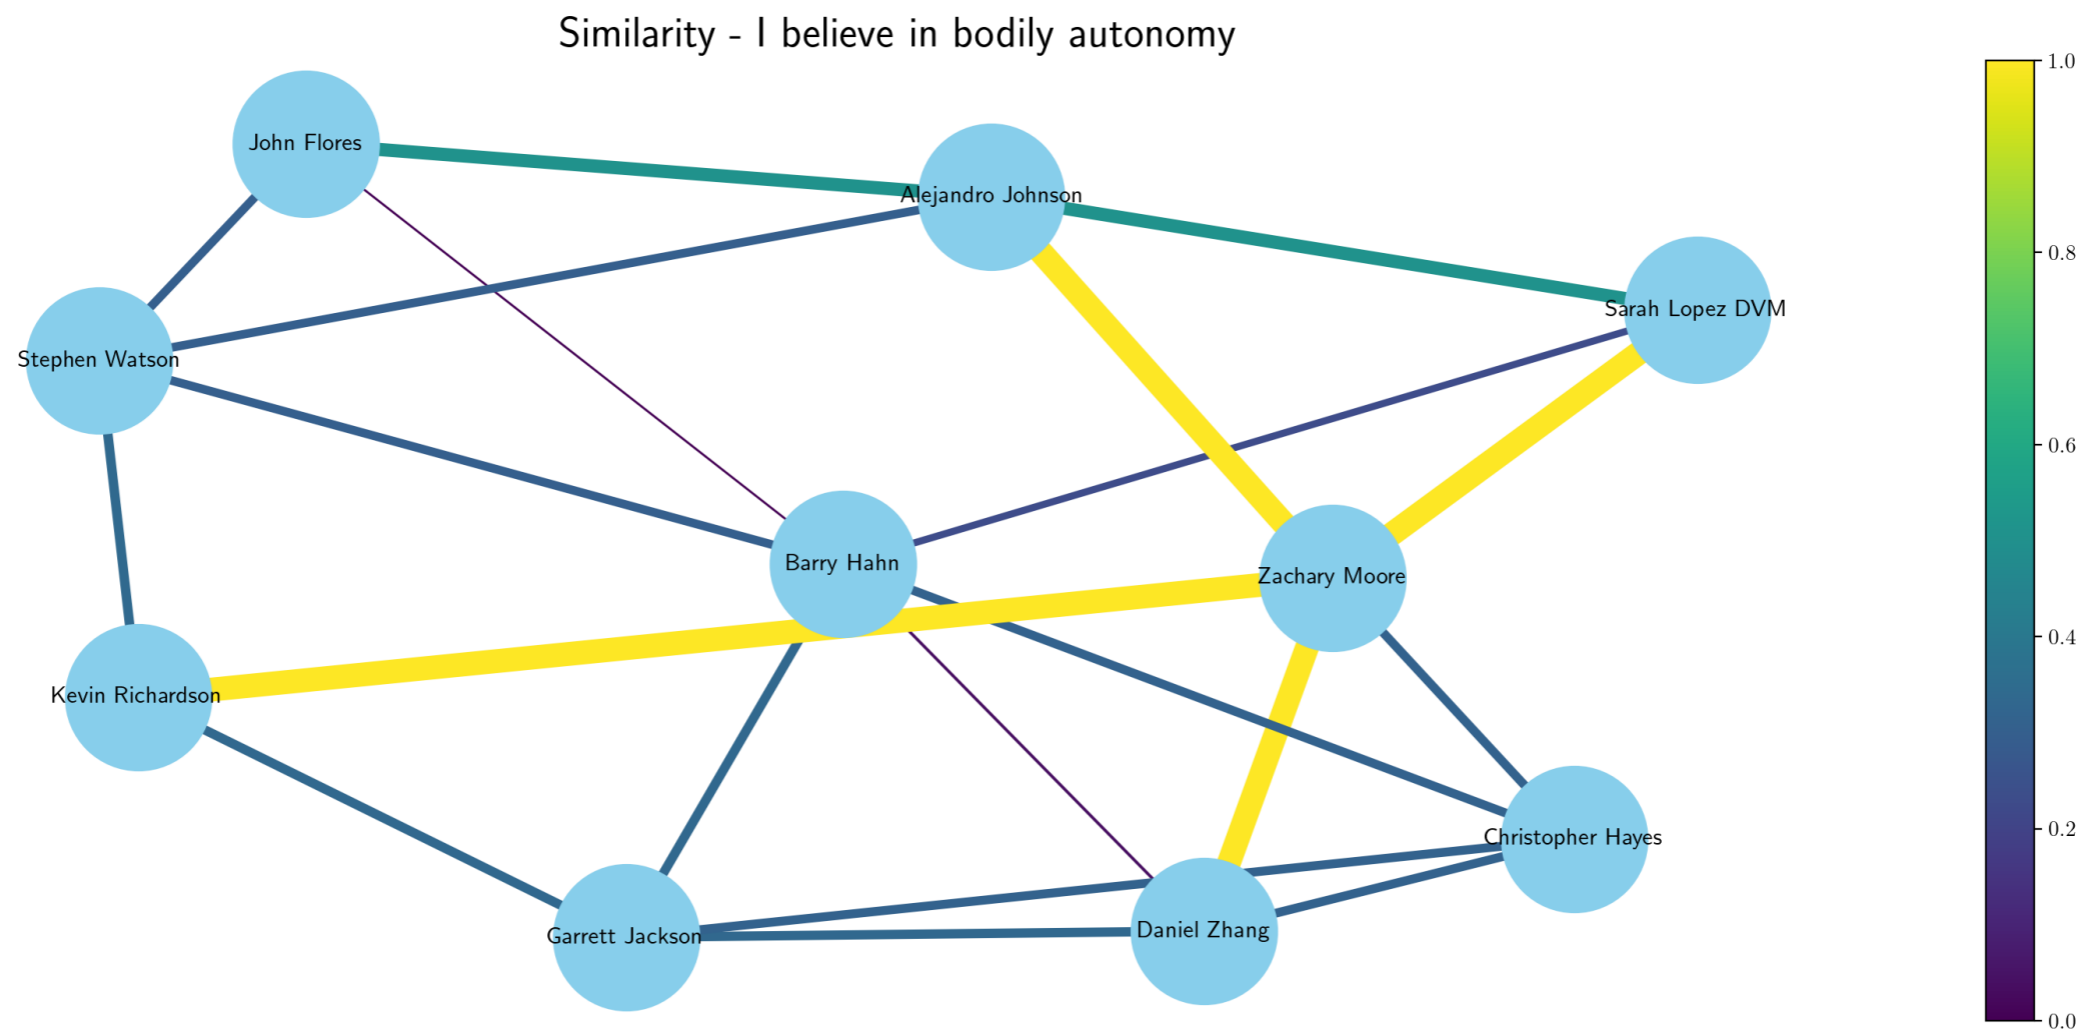 Similarity - I believe in bodily autonomy
John Flores
Alejandro Johnson
Sarah Lopez DVM
Stephen Watson
Barry Hahn
Zachary Moore
Kevin Richardson
Christopher Hayes
Garrett Jackson
Daniel Zhang
1.0
0.8
0.6
0.4
0.2
0.0